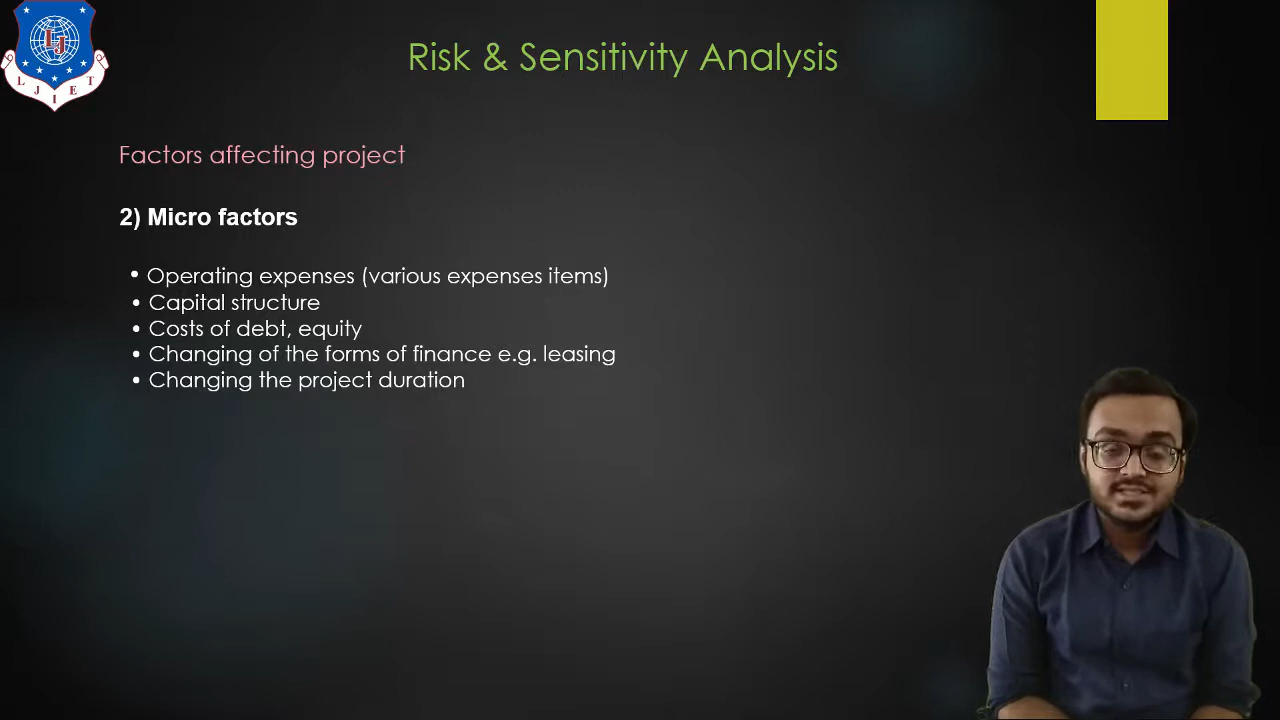 LJ
L J I E T
Risk & Sensitivity Analysis
Factors affecting project
2) Micro factors
• Operating expenses (various expenses items)
• Capital structure
• Costs of debt, equity
• Changing of the forms of finance e.g. leasing
• Changing the project duration